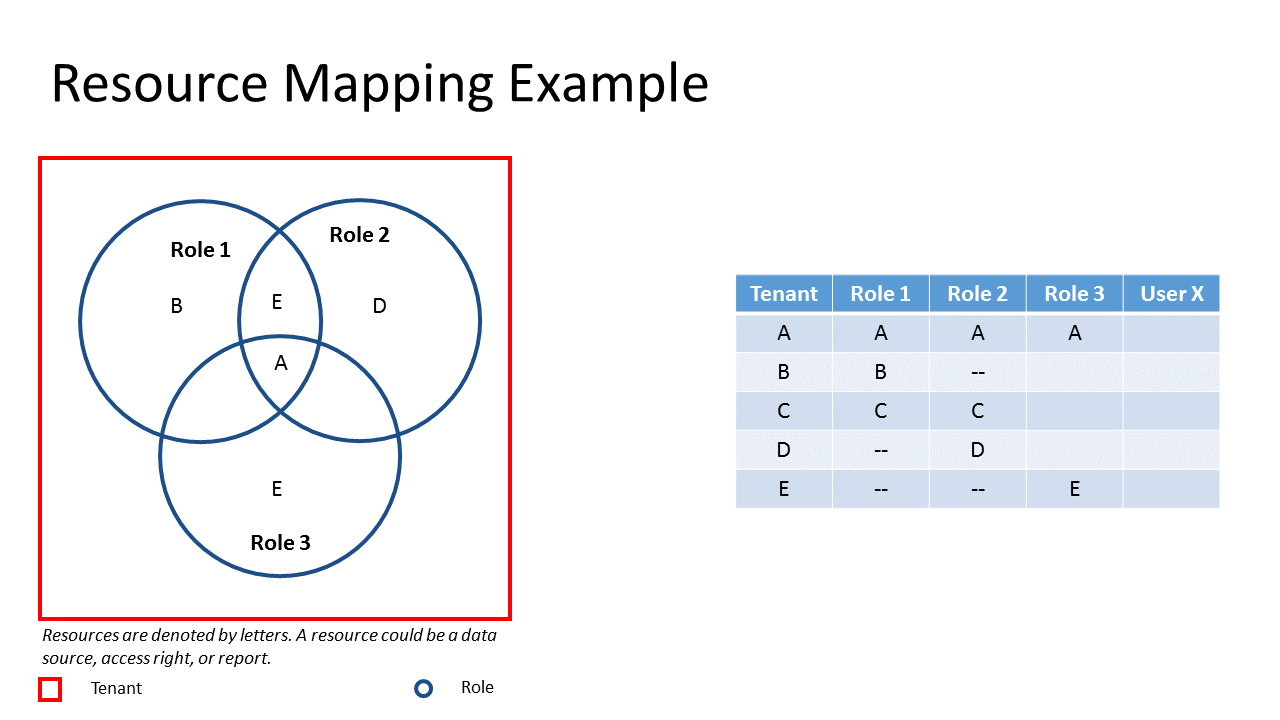 Resource Mapping Example
Role 1
Role 2
B
E
D
A
E
Role 3
Tenant Role 1 Role 2 Role 3 User X
A A A A
B B --
C C C
D -- D
E -- -- E
Resources are denoted by letters. A resource could be a data
source, access right, or report.
Tenant
Role